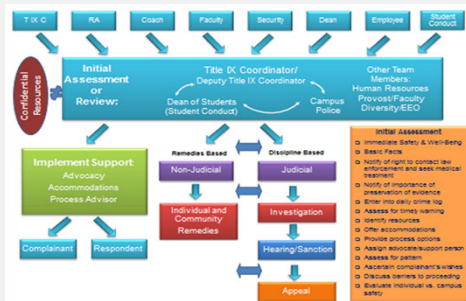 T IX C
RA
Coach
Faculty
Security
Dean
Employee
Student
Conduct
Confidential
Resources
Initial
Assessment
or
Review:
Title IX Coordinator/
Deputy Title IX Coordinator
Dean of Students
(Student Conduct)
Campus
Police
Other Team
Members:
Human Resources
Provost/Faculty
Diversity/EEO
Implement Support:
Advocacy
Accommodations
Process Advisor
Complainant
Respondent
Remedies Based
Discipline Based
Non-Judicial
Judicial
Individual and
Community
Remedies
Investigation
Hearing/Sanction
Appeal
Initial Assessment
Immediate Safety & Well-Being
Basic Facts
Notify of right to contact law
enforcement and seek medical
treatment
Notify of importance of
preservation of evidence
Enter into daily crime log
Assess for timely warning
Identify resources
Offer accommodations
Provide process options
Assign advocate/support person
Assess for pattern
Ascertain complainant's wishes
Discuss barriers to proceeding
Evaluate individual vs. campus
safety